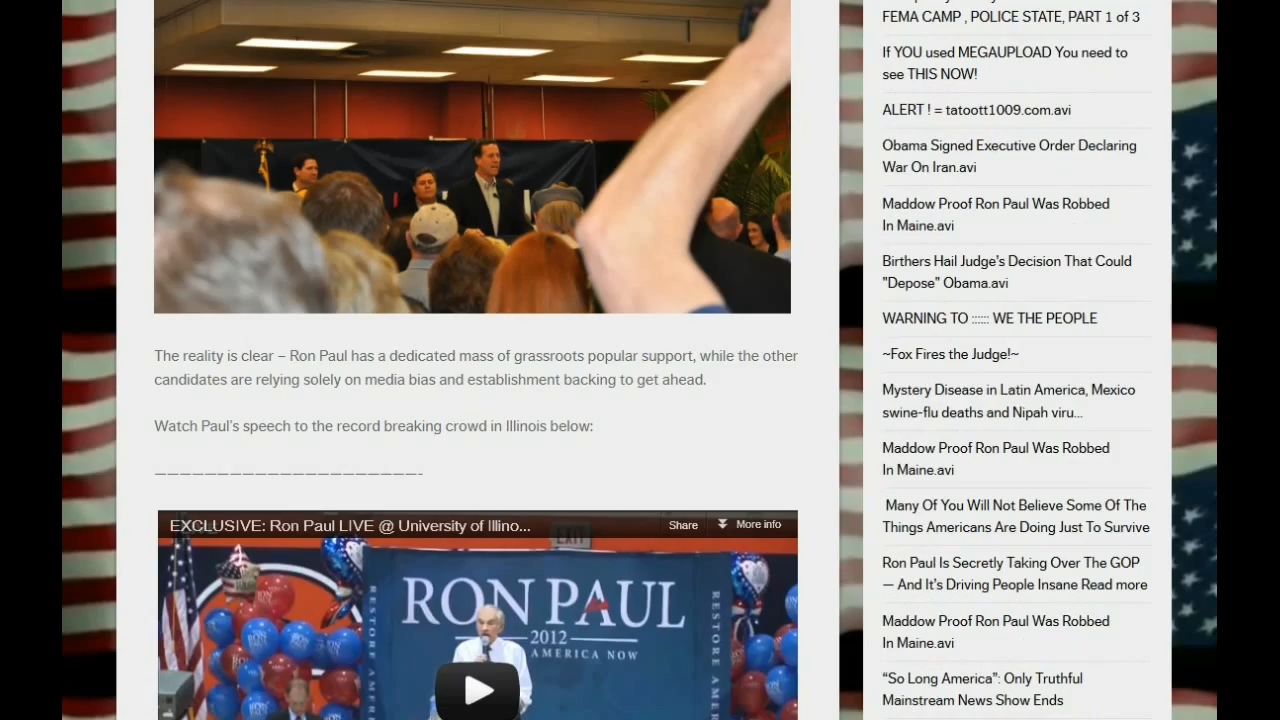 The reality is clear – Ron Paul has a dedicated mass of grassroots popular support, while the other
candidates are relying solely on media bias and establishment backing to get ahead.
Watch Paul's speech to the record breaking crowd in Illinois below:
———————————————————-
EXCLUSIVE: Ron Paul LIVE @ University of Illino...
Share
More info
EXIT
RON PAUL
2012
RESTORE AMERICA NOW
RESTORE AMER
RESTORE AMER
FEMA CAMP , POLICE STATE, PART 1 of 3
If YOU used MEGAUPLOAD You need to
see THIS NOW!
ALERT ! = tatoott1009.com.avi
Obama Signed Executive Order Declaring
War On Iran.avi
Maddow Proof Ron Paul Was Robbed
In Maine.avi
Birthers Hail Judge's Decision That Could
"Depose" Obama.avi
WARNING TO :::::: WE THE PEOPLE
~Fox Fires the Judge!~
Mystery Disease in Latin America, Mexico
swine-flu deaths and Nipah viru...
Maddow Proof Ron Paul Was Robbed
In Maine.avi
Many Of You Will Not Believe Some Of The
Things Americans Are Doing Just To Survive
Ron Paul Is Secretly Taking Over The GOP
— And It's Driving People Insane Read more
Maddow Proof Ron Paul Was Robbed
In Maine.avi
“So Long America”: Only Truthful
Mainstream News Show Ends